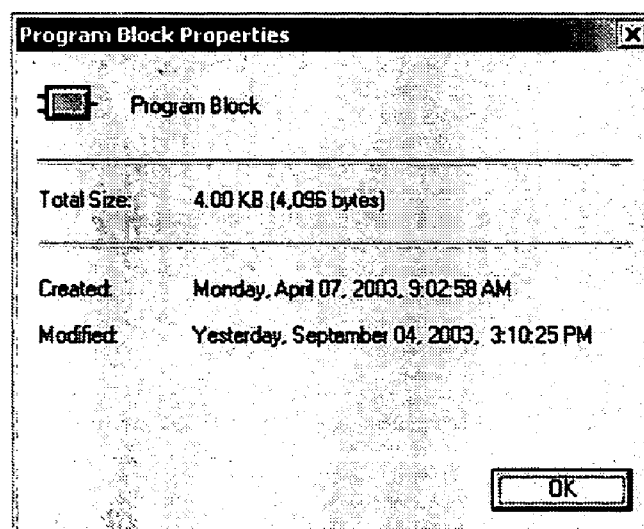 Program Block Properties
Program Block
Total Size: 4.00 KB (4,096 bytes)
Created: Monday, April 07, 2003, 9:02:58 AM
Modified: Yesterday, September 04, 2003, 3:10:25 PM
OK